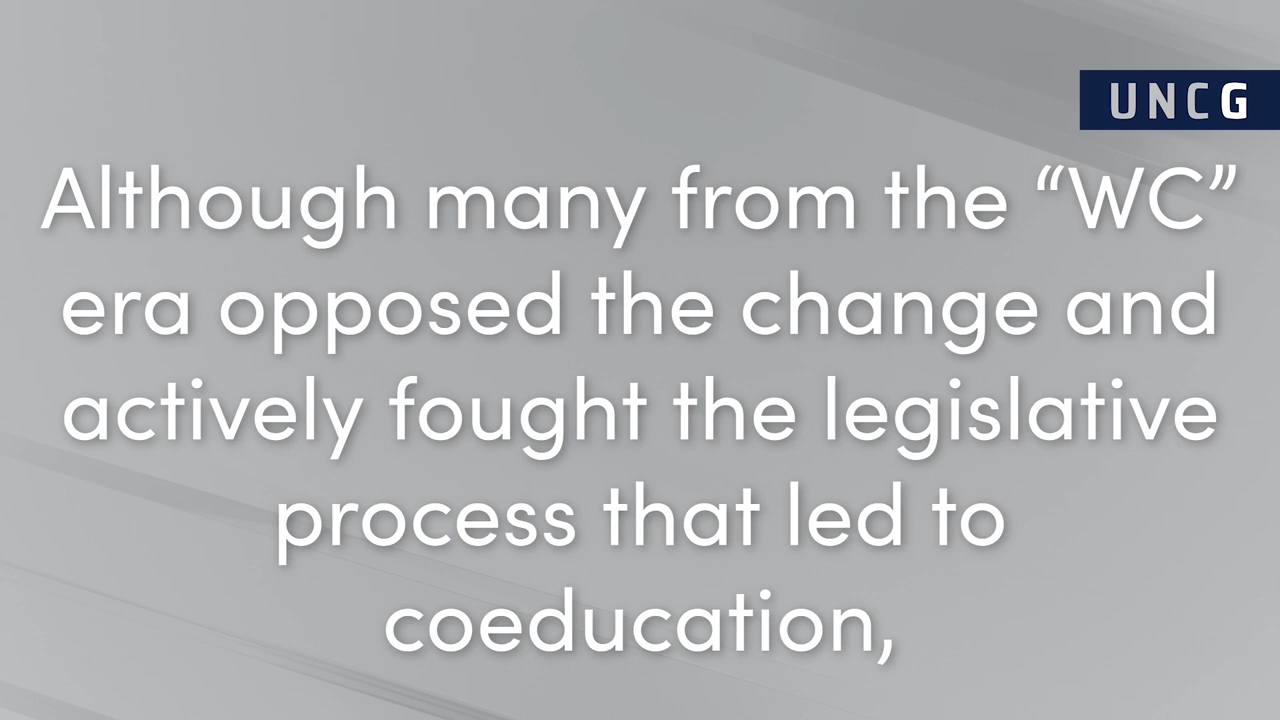 UNCG
Although many from the “WC”
era opposed the change and
actively fought the legislative
process that led to
coeducation,